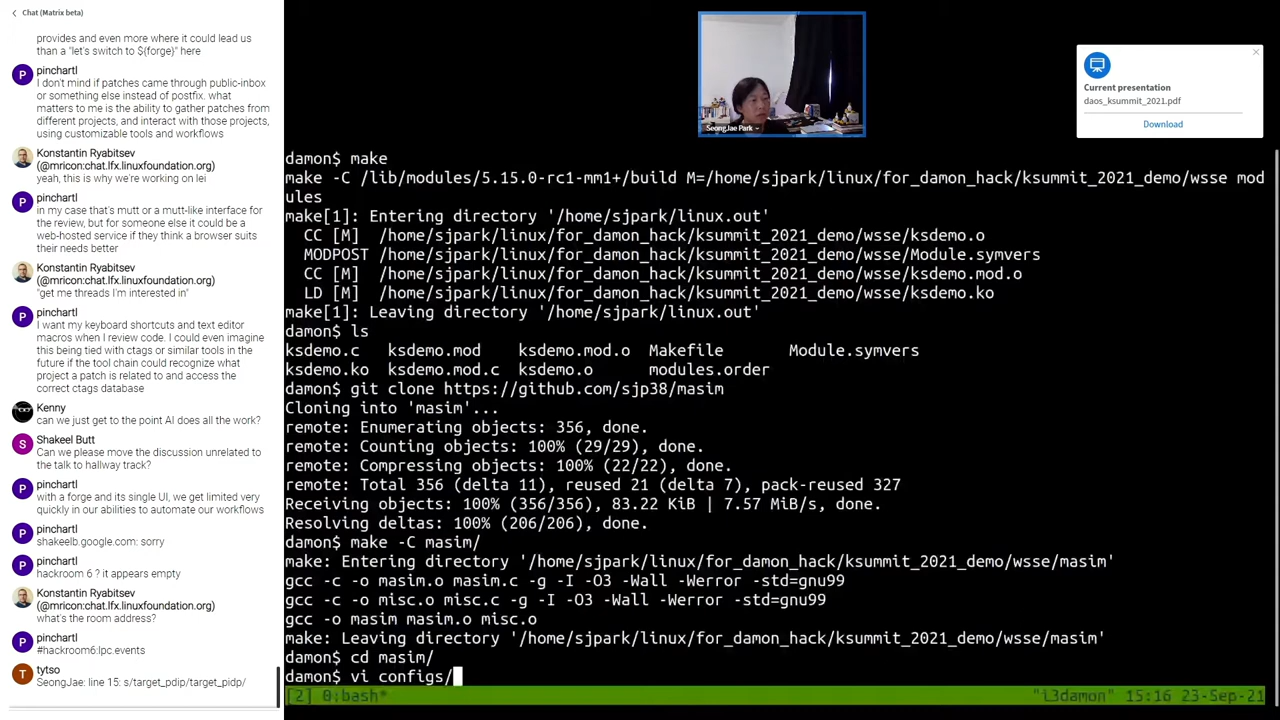 Chat (Matrix beta)
provides and even more where it could lead us
than a "let's switch to ${forge}" here
P
pinchartl
I don't mind if patches came through public-inbox
or something else instead of postfix. what
matters to me is the ability to gather patches from
different projects, and interact with those projects,
using customizable tools and workflows
Konstantin Ryabitsev
(@mricon:chat.lfx.linuxfoundation.org)
yeah, this is why we're working on lei
P
pinchartl
in my case that's mutt or a mutt-like interface for
the review, but for someone else it could be a
web-hosted service if they think a browser suits
their needs better
Konstantin Ryabitsev
(@mricon:chat.lfx.linuxfoundation.org)
"get me threads I'm interested in"
P
pinchartl
I want my keyboard shortcuts and text editor
macros when I review code. I could even imagine
this being tied with ctags or similar tools in the
future if the tool chain could recognize what
project a patch is related to and access the
correct ctags database
Kenny
can we just get to the point AI does all the work?
S
Shakeel Butt
Can we please move the discussion unrelated to
the talk to hallway track?
P
pinchartl
with a forge and its single UI, we get limited very
quickly in our abilities to automate our workflows
P
pinchartl
shakeelb.google.com: sorry
P
pinchartl
hackroom 6 ? it appears empty
Konstantin Ryabitsev
(@mricon:chat.lfx.linuxfoundation.org)
what's the room address?
P
pinchartl
#hackroom6:lpc.events
T
tytso
SeongJae: line 15: s/target_pdip/target_pidp/
SeongJae Park
Current presentation
daos_ksummit_2021.pdf
Download
damon$ make
make -C /lib/modules/5.15.0-rc1-mm1+/build M=/home/sjpark/linux/for_damon_hack/ksummit_2021_demo/wsse mod
ules
make[1]: Entering directory '/home/sjpark/linux.out'
CC [M]  /home/sjpark/linux/for_damon_hack/ksummit_2021_demo/wsse/ksdemo.o
MODPOST /home/sjpark/linux/for_damon_hack/ksummit_2021_demo/wsse/Module.symvers
CC [M]  /home/sjpark/linux/for_damon_hack/ksummit_2021_demo/wsse/ksdemo.mod.o
LD [M]  /home/sjpark/linux/for_damon_hack/ksummit_2021_demo/wsse/ksdemo.ko
make[1]: Leaving directory '/home/sjpark/linux.out'
damon$ ls
ksdemo.c   ksdemo.mod    ksdemo.mod.o  Makefile       Module.symvers
ksdemo.ko  ksdemo.mod.c  ksdemo.o      modules.order
damon$ git clone https://github.com/sjp38/masim
Cloning into 'masim'...
remote: Enumerating objects: 356, done.
remote: Counting objects: 100% (29/29), done.
remote: Compressing objects: 100% (22/22), done.
remote: Total 356 (delta 11), reused 21 (delta 7), pack-reused 327
Receiving objects: 100% (356/356), 83.22 KiB | 7.57 MiB/s, done.
Resolving deltas: 100% (206/206), done.
damon$ make -C masim/
make: Entering directory '/home/sjpark/linux/for_damon_hack/ksummit_2021_demo/wsse/masim'
gcc -c -o masim.o masim.c -g -I -O3 -Wall -Werror -std=gnu99
gcc -c -o misc.o misc.c -g -I -O3 -Wall -Werror -std=gnu99
gcc -o masim masim.o misc.o
make: Leaving directory '/home/sjpark/linux/for_damon_hack/ksummit_2021_demo/wsse/masim'
damon$ cd masim/
damon$ vi configs/
[2] 0:bash* "i3damon" 15:16 23-Sep-21